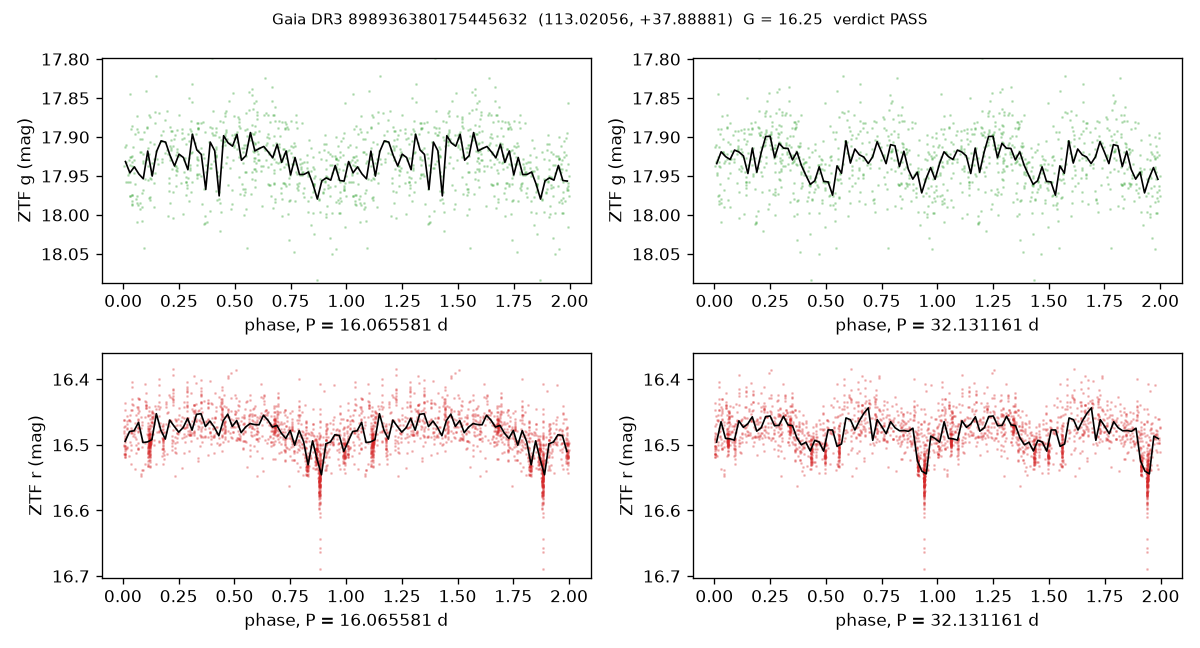 Gaia DR3 898936380175445632 (113.02056, +37.88881) G = 16.25 verdict PASS
ZTF g (mag)
17.80
17.85
17.90
17.95
18.00
18.05
0.00 0.25 0.50 0.75 1.00 1.25 1.50 1.75 2.00
phase, P = 16.065581 d
ZTF g (mag)
17.80
17.85
17.90
17.95
18.00
18.05
0.00 0.25 0.50 0.75 1.00 1.25 1.50 1.75 2.00
phase, P = 32.131161 d
ZTF r (mag)
16.4
16.5
16.6
16.7
0.00 0.25 0.50 0.75 1.00 1.25 1.50 1.75 2.00
phase, P = 16.065581 d
ZTF r (mag)
16.4
16.5
16.6
16.7
0.00 0.25 0.50 0.75 1.00 1.25 1.50 1.75 2.00
phase, P = 32.131161 d